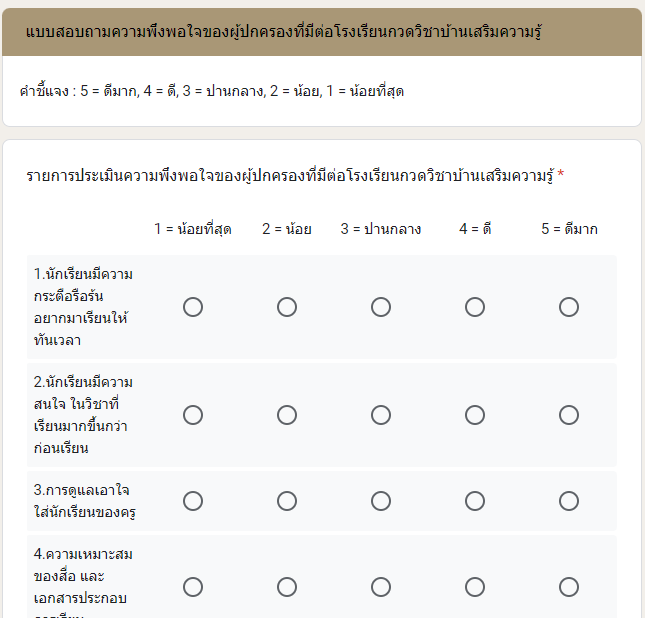 แบบสอบถามความพึงพอใจของผู้ปกครองที่มีต่อโรงเรียนกวดวิชาบ้านเสริมความรู้
คำชี้แจง : 5 = ดีมาก, 4 = ดี, 3 = ปานกลาง, 2 = น้อย, 1 = น้อยที่สุด
รายการประเมินความพึงพอใจของผู้ปกครองที่มีต่อโรงเรียนกวดวิชาบ้านเสริมความรู้ *
1 = น้อยที่สุด 2 = น้อย 3 = ปานกลาง 4 = ดี 5 = ดีมาก
1.นักเรียนมีความ
กระตือรือร้น
อยากมาเรียนให้
ทันเวลา
2.นักเรียนมีความ
สนใจ ในวิชาที่
เรียนมากขึ้นกว่า
ก่อนเรียน
3.การดูแลเอาใจ
ใส่นักเรียนของครู
4.ความเหมาะสม
ของสื่อ และ
เอกสารประกอบ